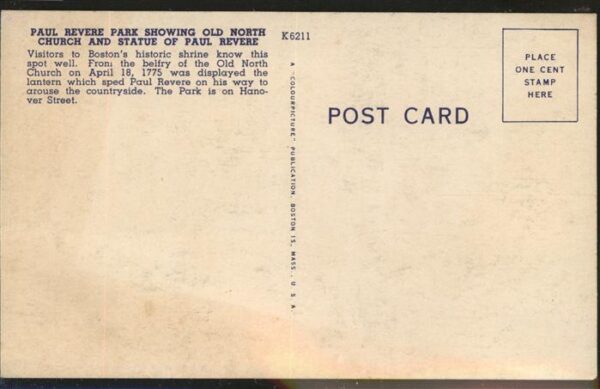 PAUL REVERE PARK SHOWING OLD NORTH
CHURCH AND STATUE OF PAUL REVERE
Visitors to Boston's historic shrine know this
spot well. From the belfry of the Old North
Church on April 18, 1775 was displayed the
lantern which sped Paul Revere on his way to
arouse the countryside. The Park is on Hano-
ver Street.
K6211
A "COLOURPICTURE" PUBLICATION, BOSTON 15, MASS., U. S. A.
POST CARD
PLACE
ONE CENT
STAMP
HERE